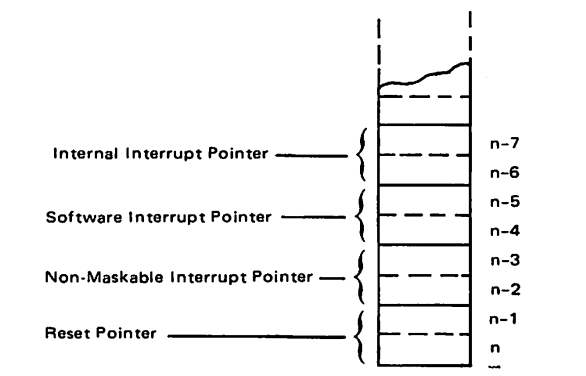 n-7
Internal Interrupt Pointer
n-6
n-5
Software Interrupt Pointer
n-4
n-3
Non-Maskable Interrupt Pointer
n-2
n-1
Reset Pointer
n